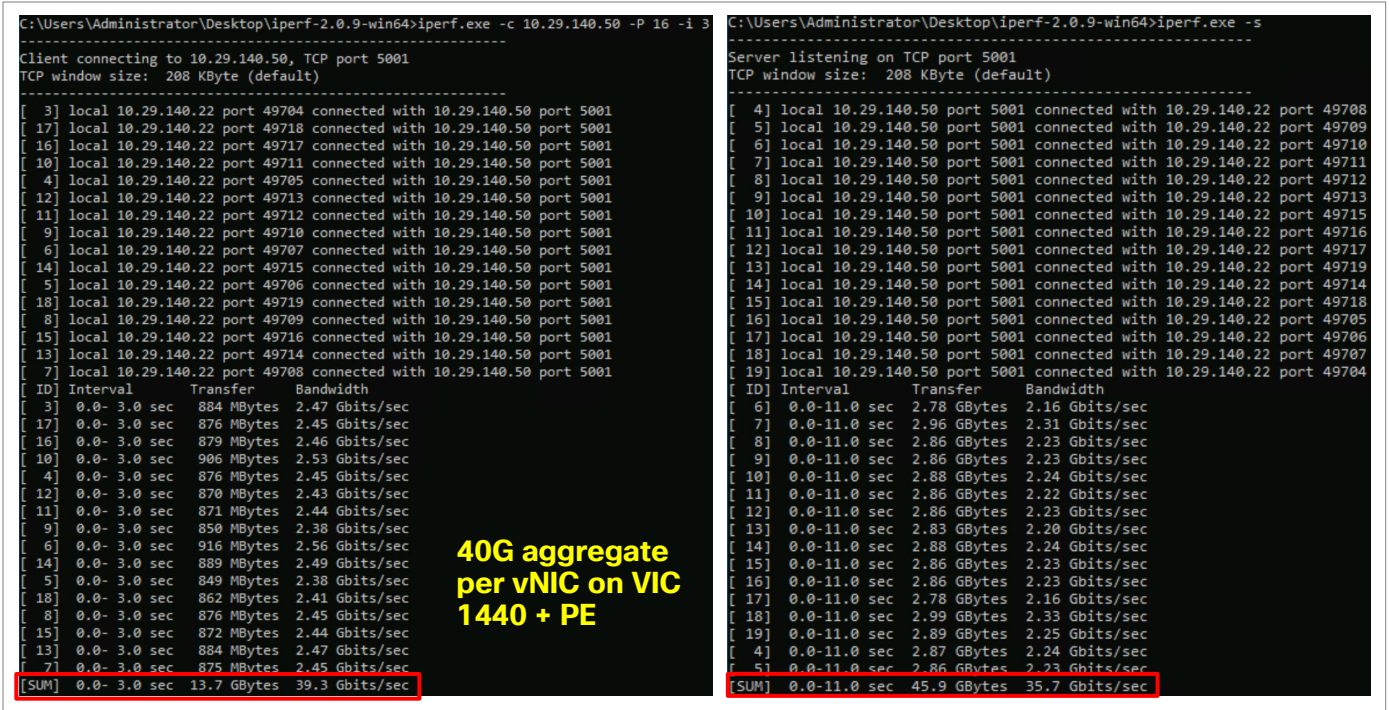 C:\Users\Administrator\Desktop\iperf-2.0.9-win64>iperf.exe -c 10.29.140.50 -P 16 -i 3
------------------------------------------------------------
Client connecting to 10.29.140.50, TCP port 5001
TCP window size:  208 KByte (default)
------------------------------------------------------------
[  3] local 10.29.140.22 port 49704 connected with 10.29.140.50 port 5001
[ 17] local 10.29.140.22 port 49718 connected with 10.29.140.50 port 5001
[ 16] local 10.29.140.22 port 49717 connected with 10.29.140.50 port 5001
[ 10] local 10.29.140.22 port 49711 connected with 10.29.140.50 port 5001
[  4] local 10.29.140.22 port 49705 connected with 10.29.140.50 port 5001
[ 12] local 10.29.140.22 port 49713 connected with 10.29.140.50 port 5001
[ 11] local 10.29.140.22 port 49712 connected with 10.29.140.50 port 5001
[  9] local 10.29.140.22 port 49710 connected with 10.29.140.50 port 5001
[  6] local 10.29.140.22 port 49707 connected with 10.29.140.50 port 5001
[ 14] local 10.29.140.22 port 49715 connected with 10.29.140.50 port 5001
[  5] local 10.29.140.22 port 49706 connected with 10.29.140.50 port 5001
[ 18] local 10.29.140.22 port 49719 connected with 10.29.140.50 port 5001
[  8] local 10.29.140.22 port 49709 connected with 10.29.140.50 port 5001
[ 15] local 10.29.140.22 port 49716 connected with 10.29.140.50 port 5001
[ 13] local 10.29.140.22 port 49714 connected with 10.29.140.50 port 5001
[  7] local 10.29.140.22 port 49708 connected with 10.29.140.50 port 5001
[ ID] Interval       Transfer     Bandwidth
[  3]  0.0- 3.0 sec   884 MBytes  2.47 Gbits/sec
[ 17]  0.0- 3.0 sec   876 MBytes  2.45 Gbits/sec
[ 16]  0.0- 3.0 sec   879 MBytes  2.46 Gbits/sec
[ 10]  0.0- 3.0 sec   906 MBytes  2.53 Gbits/sec
[  4]  0.0- 3.0 sec   876 MBytes  2.45 Gbits/sec
[ 12]  0.0- 3.0 sec   870 MBytes  2.43 Gbits/sec
[ 11]  0.0- 3.0 sec   871 MBytes  2.44 Gbits/sec
[  9]  0.0- 3.0 sec   850 MBytes  2.38 Gbits/sec
[  6]  0.0- 3.0 sec   916 MBytes  2.56 Gbits/sec
[ 14]  0.0- 3.0 sec   889 MBytes  2.49 Gbits/sec
[  5]  0.0- 3.0 sec   849 MBytes  2.38 Gbits/sec
[ 18]  0.0- 3.0 sec   862 MBytes  2.41 Gbits/sec
[  8]  0.0- 3.0 sec   876 MBytes  2.45 Gbits/sec
[ 15]  0.0- 3.0 sec   872 MBytes  2.44 Gbits/sec
[ 13]  0.0- 3.0 sec   884 MBytes  2.47 Gbits/sec
[  7]  0.0- 3.0 sec   875 MBytes  2.45 Gbits/sec
[SUM]  0.0- 3.0 sec  13.7 GBytes  39.3 Gbits/sec
40G aggregate
per vNIC on VIC
1440 + PE
C:\Users\Administrator\Desktop\iperf-2.0.9-win64>iperf.exe -s
------------------------------------------------------------
Server listening on TCP port 5001
TCP window size:  208 KByte (default)
------------------------------------------------------------
[  4] local 10.29.140.50 port 5001 connected with 10.29.140.22 port 49708
[  5] local 10.29.140.50 port 5001 connected with 10.29.140.22 port 49709
[  6] local 10.29.140.50 port 5001 connected with 10.29.140.22 port 49710
[  7] local 10.29.140.50 port 5001 connected with 10.29.140.22 port 49711
[  8] local 10.29.140.50 port 5001 connected with 10.29.140.22 port 49712
[  9] local 10.29.140.50 port 5001 connected with 10.29.140.22 port 49713
[ 10] local 10.29.140.50 port 5001 connected with 10.29.140.22 port 49715
[ 11] local 10.29.140.50 port 5001 connected with 10.29.140.22 port 49716
[ 12] local 10.29.140.50 port 5001 connected with 10.29.140.22 port 49717
[ 13] local 10.29.140.50 port 5001 connected with 10.29.140.22 port 49719
[ 14] local 10.29.140.50 port 5001 connected with 10.29.140.22 port 49714
[ 15] local 10.29.140.50 port 5001 connected with 10.29.140.22 port 49718
[ 16] local 10.29.140.50 port 5001 connected with 10.29.140.22 port 49705
[ 17] local 10.29.140.50 port 5001 connected with 10.29.140.22 port 49706
[ 18] local 10.29.140.50 port 5001 connected with 10.29.140.22 port 49707
[ 19] local 10.29.140.50 port 5001 connected with 10.29.140.22 port 49704
[ ID] Interval       Transfer     Bandwidth
[  6]  0.0-11.0 sec  2.78 GBytes  2.16 Gbits/sec
[  7]  0.0-11.0 sec  2.96 GBytes  2.31 Gbits/sec
[  8]  0.0-11.0 sec  2.86 GBytes  2.23 Gbits/sec
[  9]  0.0-11.0 sec  2.86 GBytes  2.23 Gbits/sec
[ 10]  0.0-11.0 sec  2.88 GBytes  2.24 Gbits/sec
[ 11]  0.0-11.0 sec  2.86 GBytes  2.22 Gbits/sec
[ 12]  0.0-11.0 sec  2.86 GBytes  2.23 Gbits/sec
[ 13]  0.0-11.0 sec  2.83 GBytes  2.20 Gbits/sec
[ 14]  0.0-11.0 sec  2.88 GBytes  2.24 Gbits/sec
[ 15]  0.0-11.0 sec  2.86 GBytes  2.23 Gbits/sec
[ 16]  0.0-11.0 sec  2.86 GBytes  2.23 Gbits/sec
[ 17]  0.0-11.0 sec  2.78 GBytes  2.16 Gbits/sec
[ 18]  0.0-11.0 sec  2.99 GBytes  2.33 Gbits/sec
[ 19]  0.0-11.0 sec  2.89 GBytes  2.25 Gbits/sec
[  4]  0.0-11.0 sec  2.87 GBytes  2.24 Gbits/sec
[  5]  0.0-11.0 sec  2.86 GBytes  2.23 Gbits/sec
[SUM]  0.0-11.0 sec  45.9 GBytes  35.7 Gbits/sec